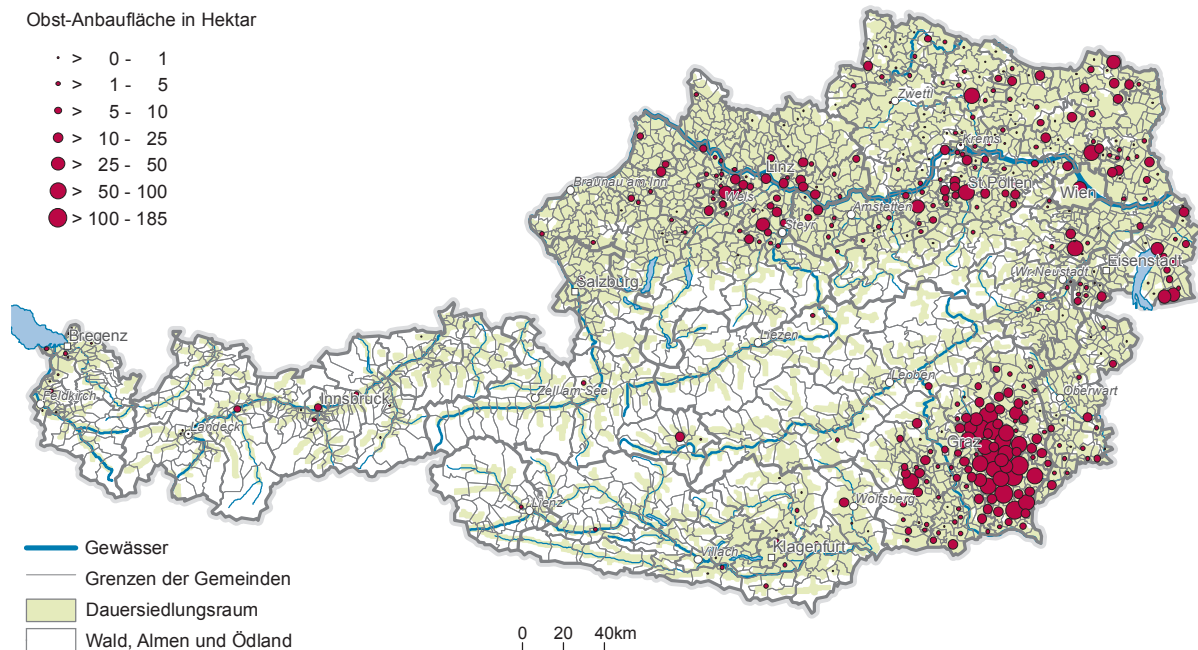 Obst-Anbaufläche in Hektar
> 0 - 1
> 1 - 5
> 5 - 10
> 10 - 25
> 25 - 50
> 50 - 100
> 100 - 185
Zwettl
Krems
Linz
Braunau am Inn
Wels
St.Pölten
Wien
Amstetten
Steyr
Eisenstadt
Wr.Neustadt
Salzburg
Bregenz
Liezen
Leoben
Zell am See
Oberwart
Feldkirch
Innsbruck
Landeck
Graz
Wolfsberg
Lienz
Villach
Klagenfurt
Gewässer
Grenzen der Gemeinden
Dauersiedlungsraum
Wald, Almen und Ödland
0 20 40km